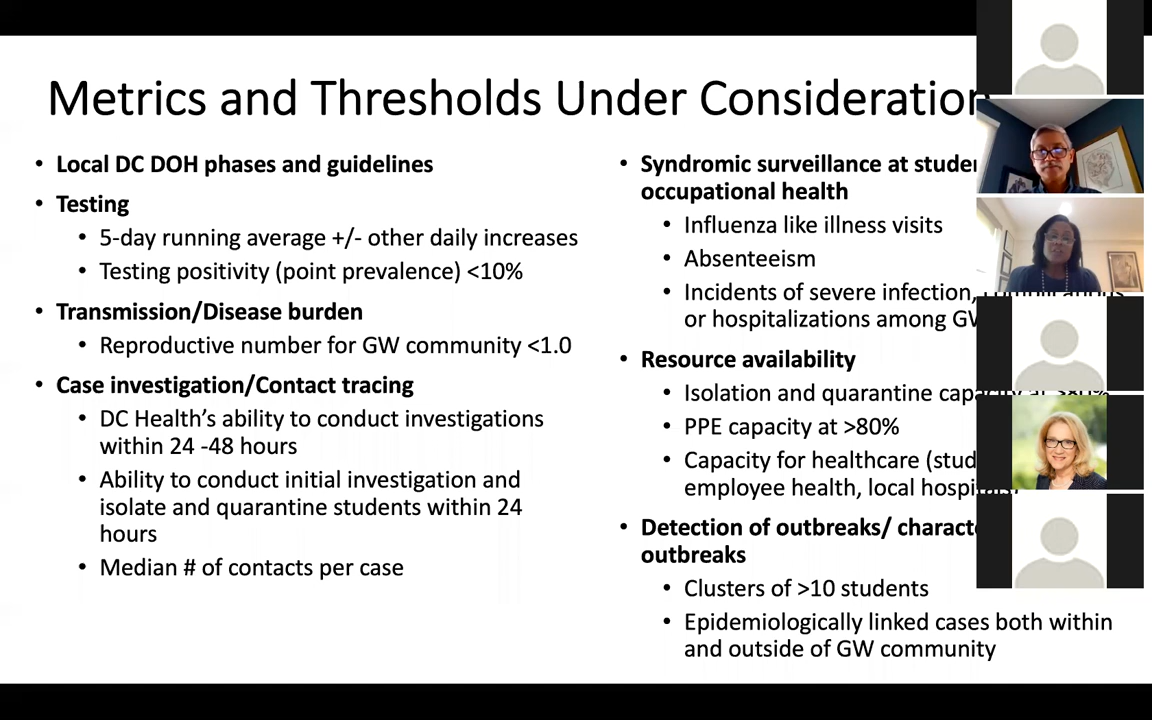 Metrics and Thresholds Under Consideration
• Local DC DOH phases and guidelines
• Testing
• 5-day running average +/- other daily increases
• Testing positivity (point prevalence) <10%
• Transmission/Disease burden
• Reproductive number for GW community <1.0
• Case investigation/Contact tracing
• DC Health’s ability to conduct investigations
within 24 -48 hours
• Ability to conduct initial investigation and
isolate and quarantine students within 24
hours
• Median # of contacts per case
• Syndromic surveillance at
occupational health
• Influenza like illness visits
• Absenteeism
• Incidents of severe infection, complications
or hospitalizations among
• Resource availability
• Isolation and quarantine capacity at >80%
• PPE capacity at >80%
• Capacity for healthcare
employee health, local hospitals)
• Detection of outbreaks/
outbreaks
• Clusters of >10 students
• Epidemiologically linked cases both within
and outside of GW community